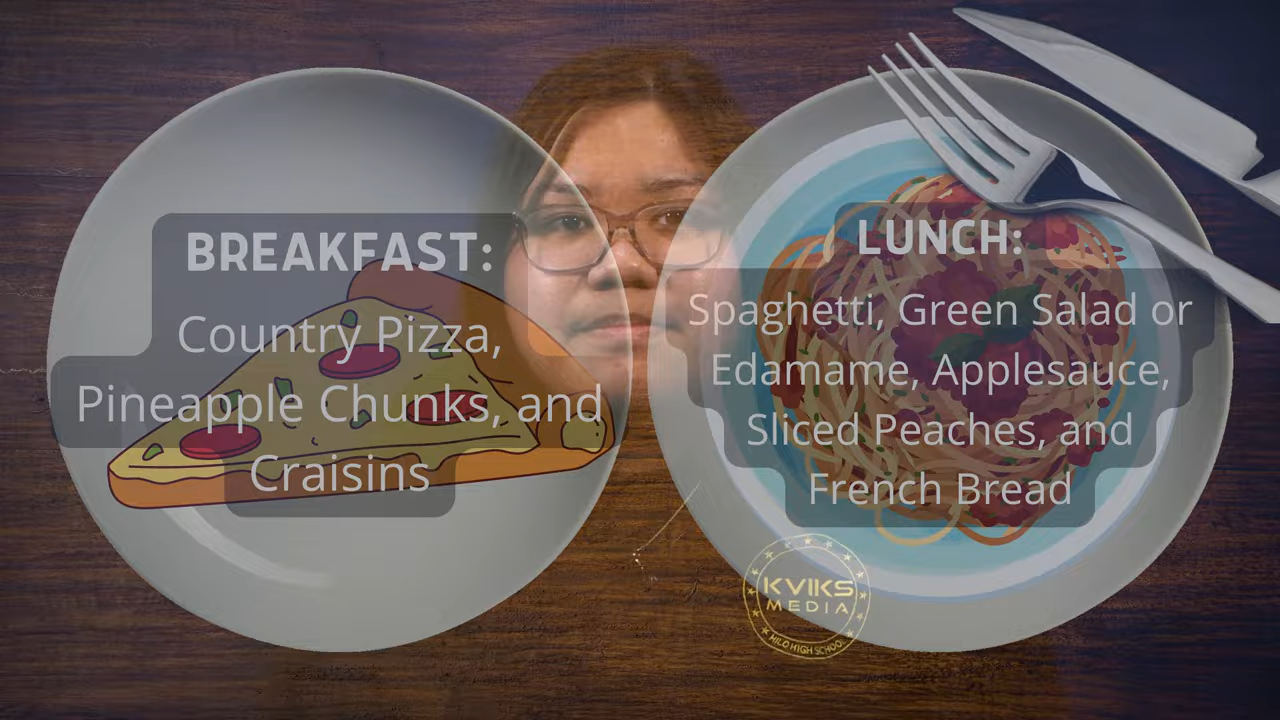 BREAKFAST:
Country Pizza,
Pineapple Chunks, and
Craisins
LUNCH:
Spaghetti, Green Salad or
Edamame, Applesauce,
Sliced Peaches, and
French Bread
KVIKS
MEDIA
HILO HIGH SCHOOL